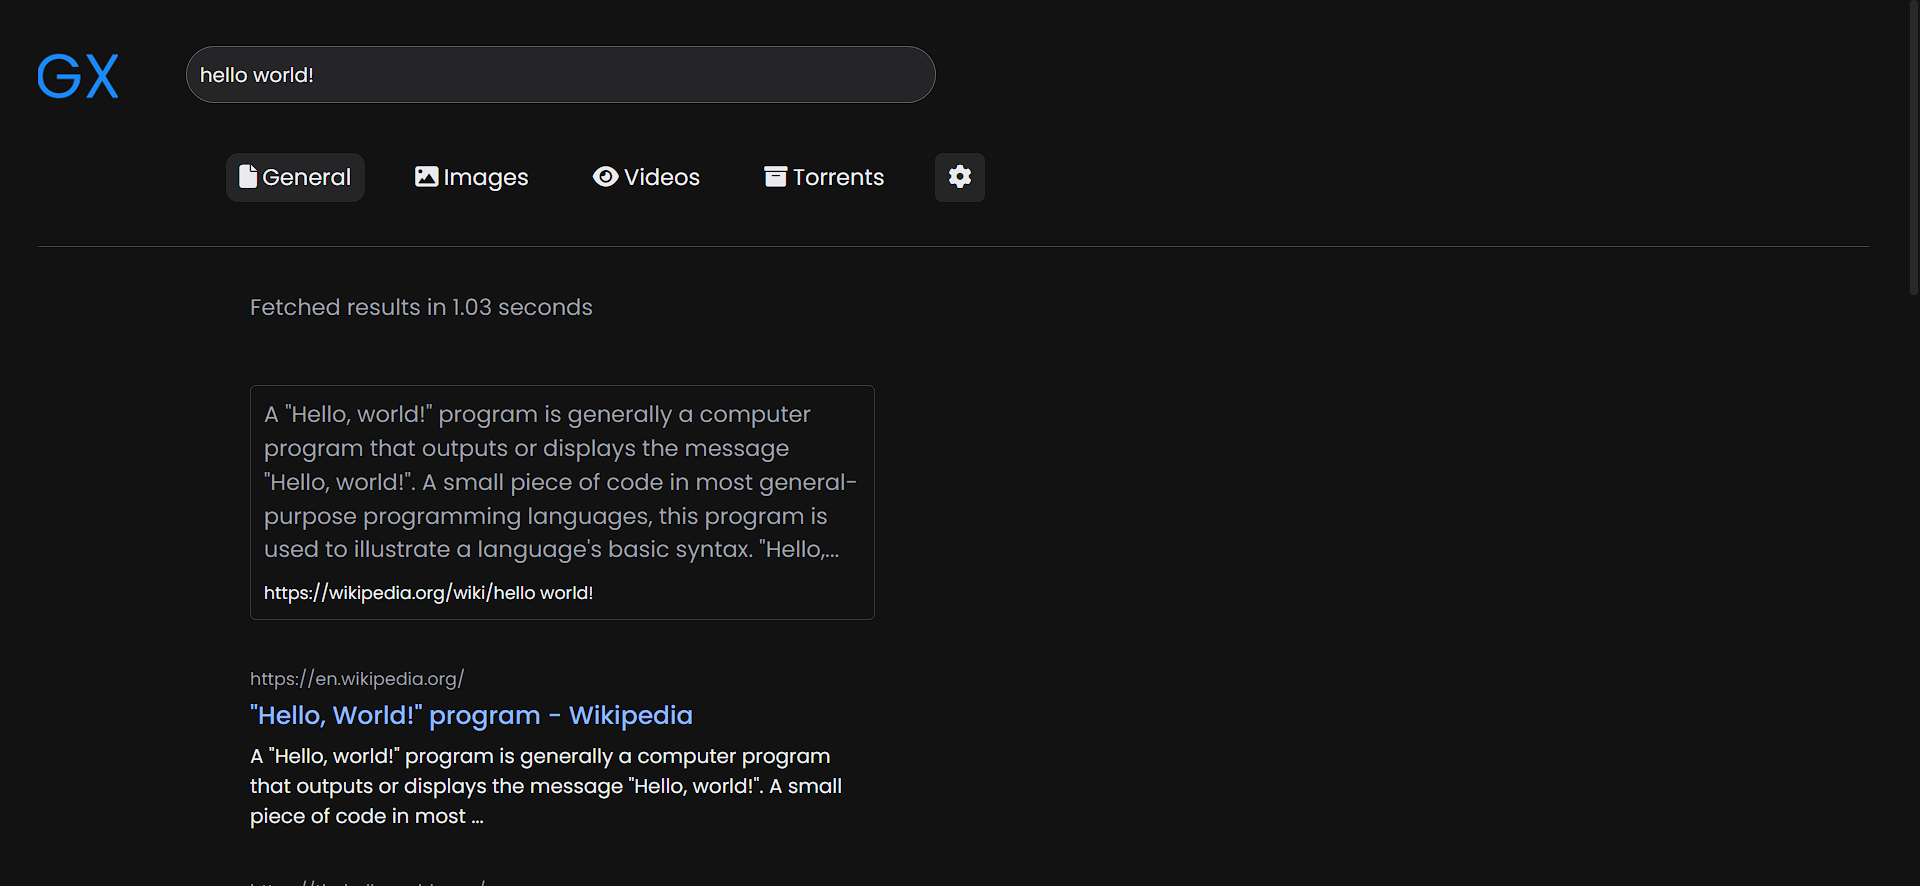 GX
hello world!
General
Images
Videos
Torrents
Fetched results in 1.03 seconds
A "Hello, world!" program is generally a computer
program that outputs or displays the message
"Hello, world!". A small piece of code in most general-
purpose programming languages, this program is
used to illustrate a language's basic syntax. "Hello,...
https://wikipedia.org/wiki/hello world!
https://en.wikipedia.org/
"Hello, World!" program - Wikipedia
A "Hello, world!" program is generally a computer program
that outputs or displays the message "Hello, world!". A small
piece of code in most ...